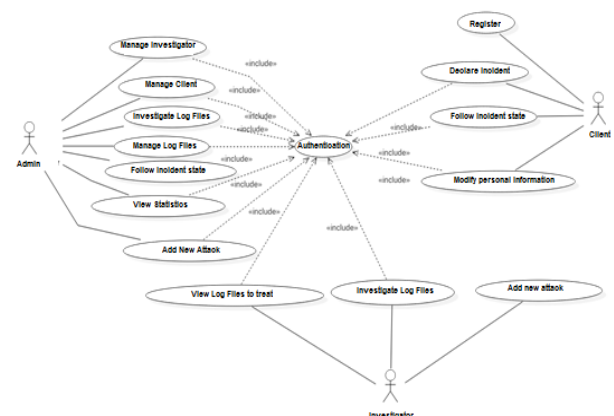 Register
Manage Investigator
«include»
«include»
Declare Incident
Manage Client
«include»
Investigate Log Files
«include»
Follow Incident state
Manage Log Files
Authentication
«include»
Client
Admin
«include»
Follow Incident state
«include»
«include»
Modify personal Information
View Statistics
«include»
«include»
Add New Attack
«include»
View Log Files to treat
Investigate Log Files
Add new attack
Investigator